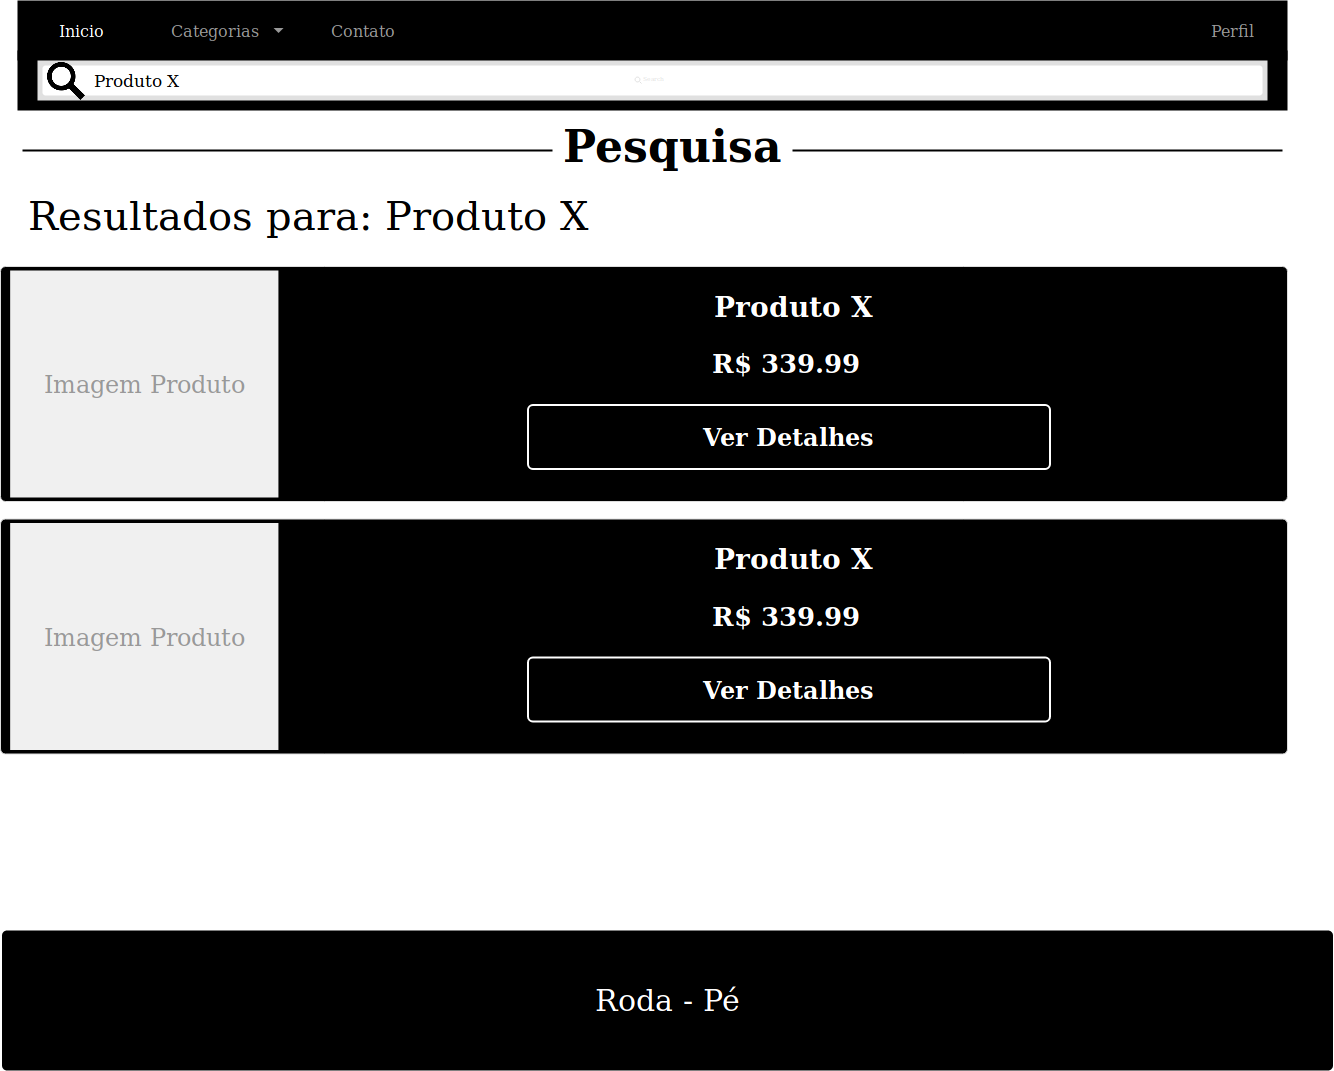 Inicio Categorias Contato Perfil
Produto X
Pesquisa
Resultados para: Produto X
Imagem Produto
Produto X
R$ 339.99
Ver Detalhes
Imagem Produto
Produto X
R$ 339.99
Ver Detalhes
Roda - Pé